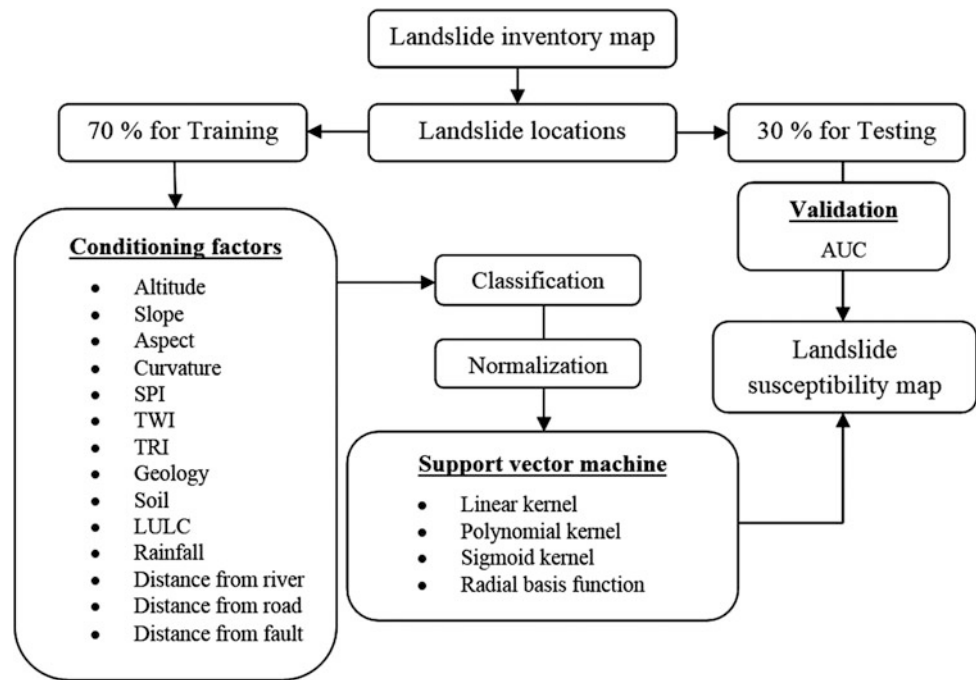 Landslide inventory map
70 % for Training
Landslide locations
30 % for Testing
Conditioning factors
• Altitude
• Slope
• Aspect
• Curvature
• SPI
• TWI
• TRI
• Geology
• Soil
• LULC
• Rainfall
• Distance from river
• Distance from road
• Distance from fault
Classification
Normalization
Support vector machine
• Linear kernel
• Polynomial kernel
• Sigmoid kernel
• Radial basis function
Validation
AUC
Landslide
susceptibility map